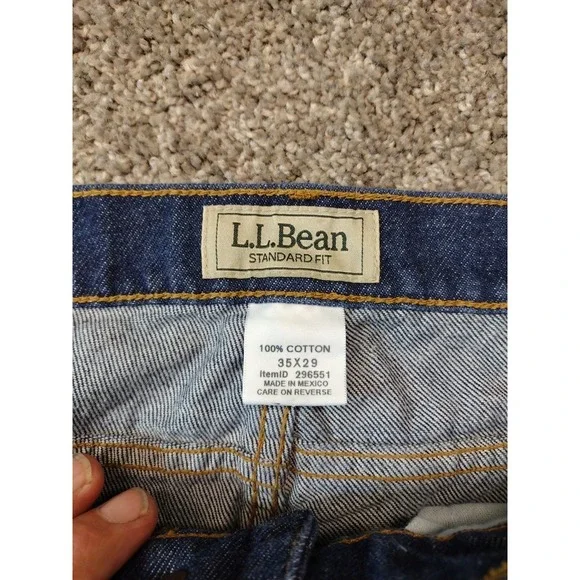 L.L.Bean
STANDARD FIT
100% COTTON
35X29
ItemID 296551
MADE IN MEXICO
CARE ON REVERSE